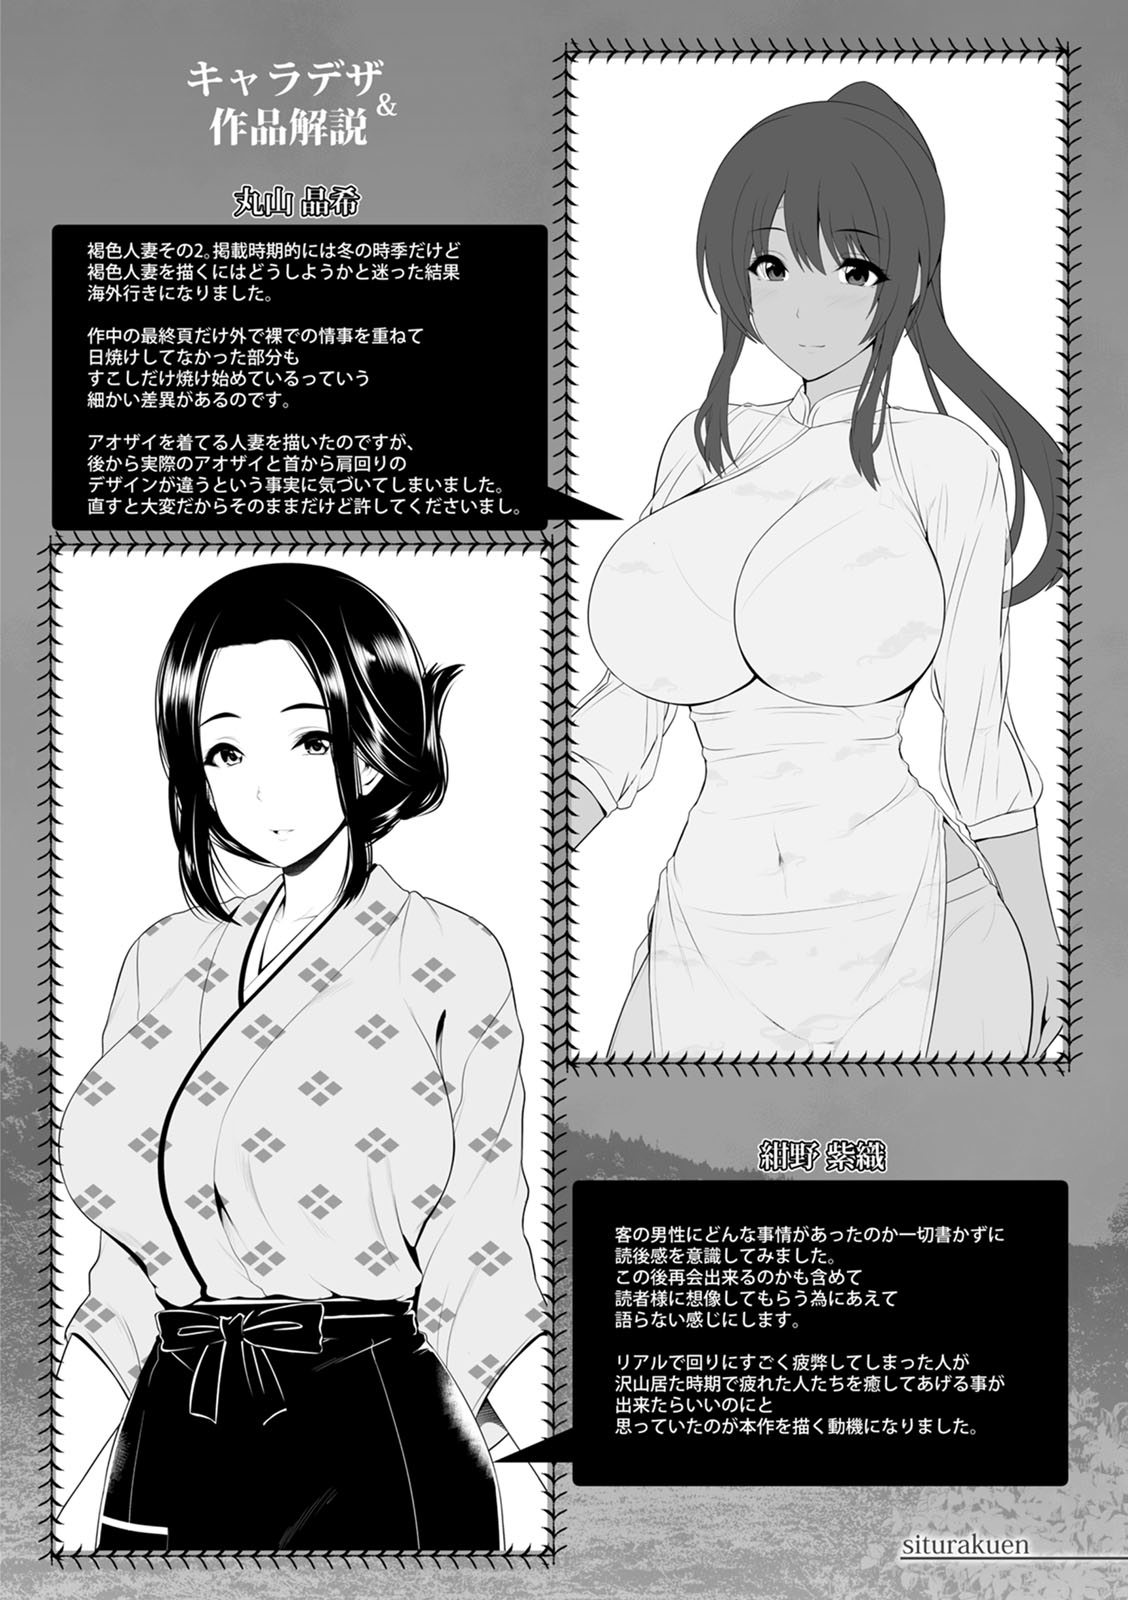 キャラデザ
&
作品解説
丸山 晶希
褐色人妻その2。掲載時期的には冬の時季だけど
褐色人妻を描くにはどうしようかと迷った結果
海外行きになりました。
作中の最終頁だけ外で裸での情事を重ねて
日焼けしてなかった部分も
すこしだけ焼け始めているっていう
細かい差異があるのです。
アオザイを着てる人妻を描いたのですが、
後から実際のアオザイと首から肩回りの
デザインが違うという事実に気づいてしまいました。
直すと大変だからそのままだけど許してくださいまし。
紺野 紫織
客の男性にどんな事情があったのか一切書かずに
読後感を意識してみました。
この後再会出来るのかも含めて
読者様に想像してもらう為にあえて
語らない感じにします。
リアルで回りにすごく疲弊してしまった人が
沢山居た時期で疲れた人たちを癒してあげる事が
出来たらいいのにと
思っていたのが本作を描く動機になりました。
siturakuen